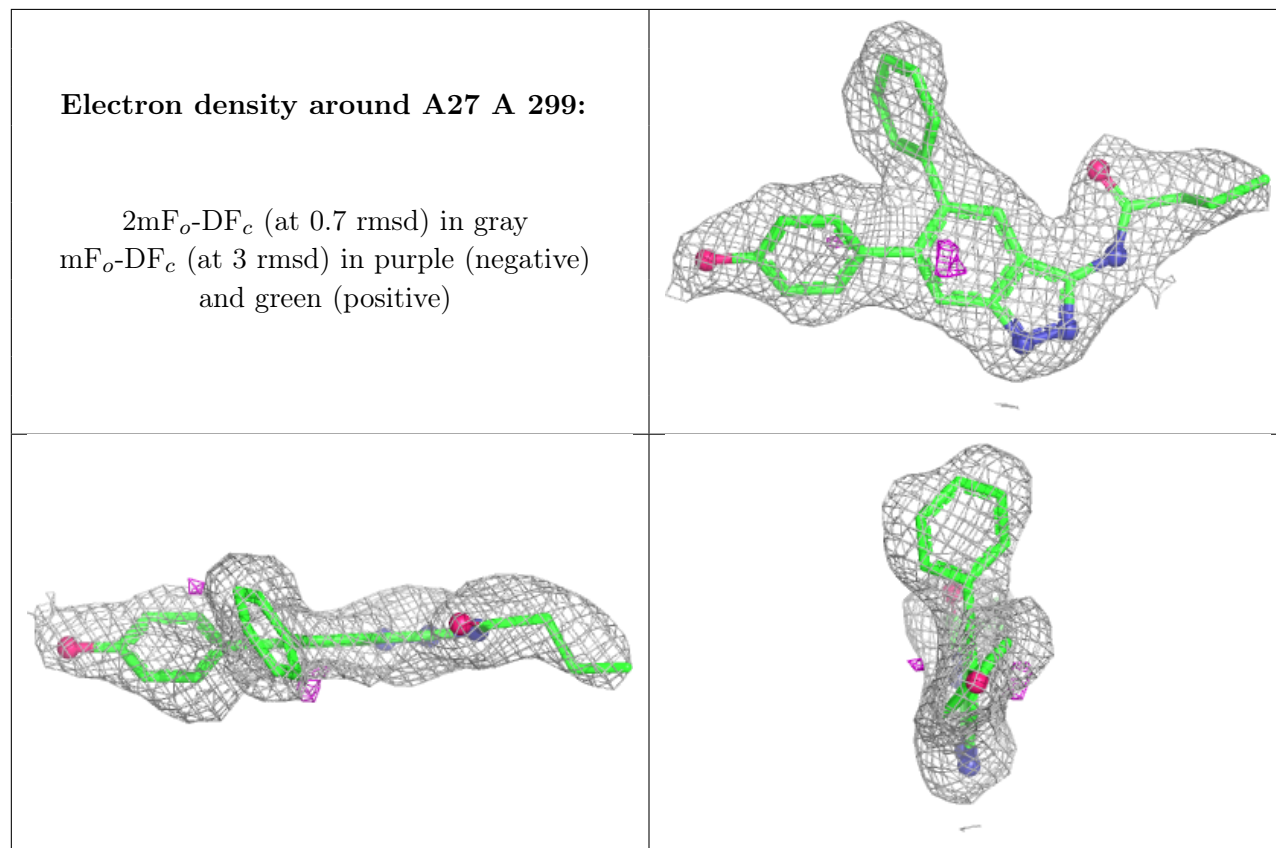 Electron density around A27 A 299:
2mFo-DFc (at 0.7 rmsd) in gray
mFo-DFc (at 3 rmsd) in purple (negative)
and green (positive)